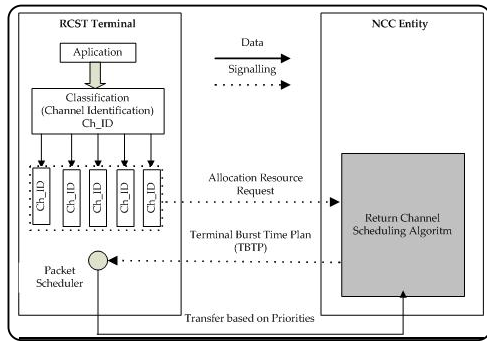 RCST Terminal
NCC Entity
Aplication
Data
Signalling
Classification
(Channel Identification)
Ch_ID
Ch_ID
Ch_ID
Ch_ID
Ch_ID
Ch_ID
Allocation Resource
Request
Return Channel
Scheduling Algoritm
Terminal Burst Time Plan
(TBTP)
Packet
Scheduler
Transfer based on Priorities